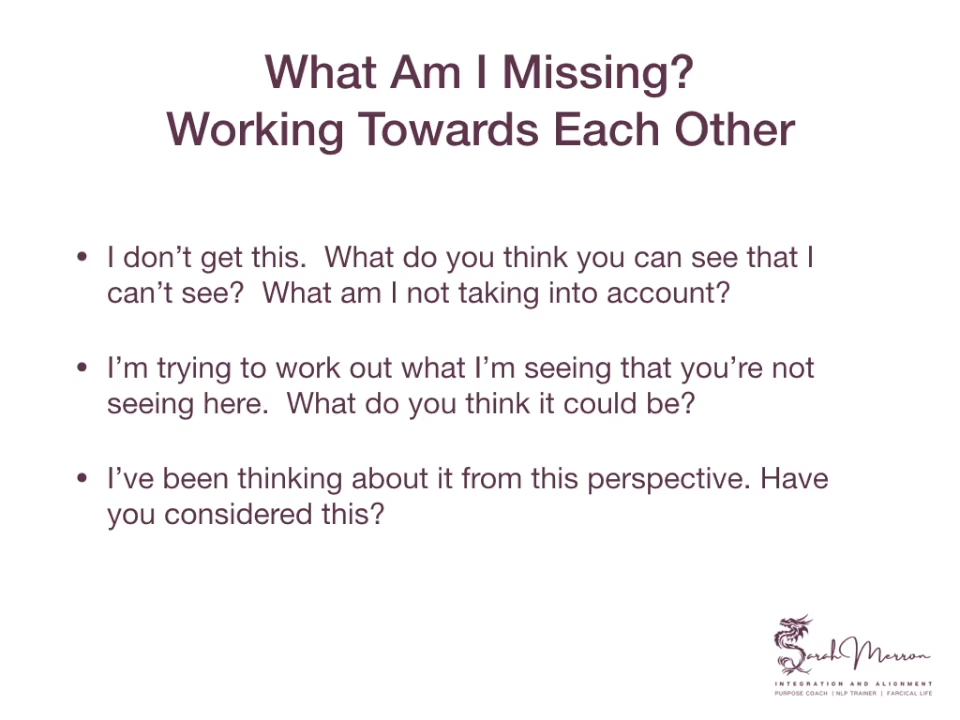 What Am I Missing?
Working Towards Each Other
• I don’t get this.  What do you think you can see that I
can’t see?  What am I not taking into account?
• I’m trying to work out what I’m seeing that you’re not
seeing here.  What do you think it could be?
• I’ve been thinking about it from this perspective. Have
you considered this?
Sarah Merron
INTEGRATION AND ALIGNMENT
PURPOSE COACH | NLP TRAINER | FARCICAL LIFE